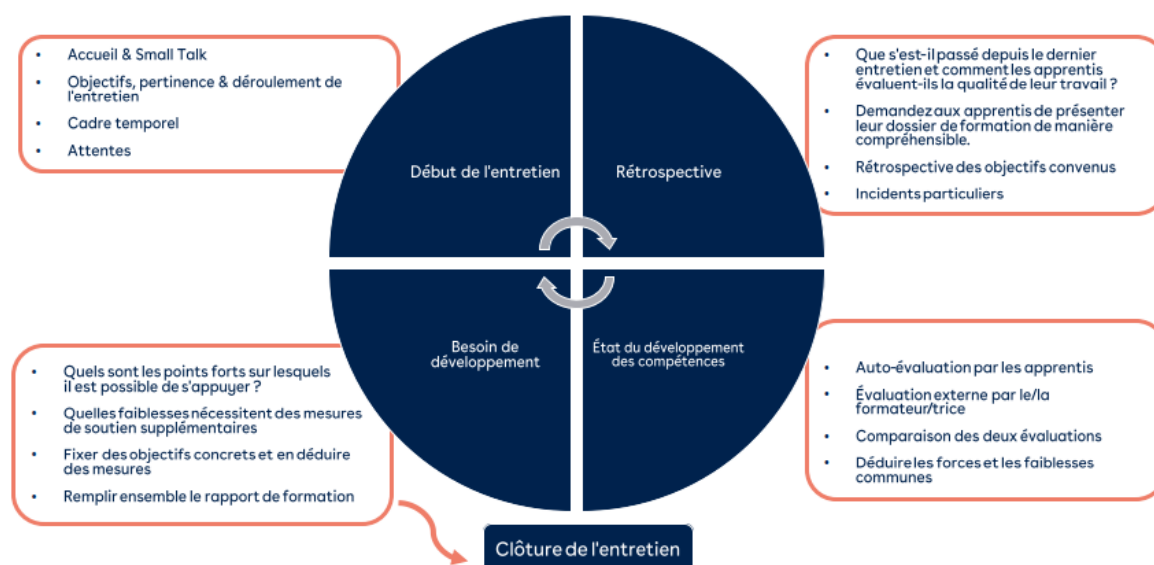 • Accueil & Small Talk
• Objectifs, pertinence & déroulement de
l'entretien
• Cadre temporel
• Attentes
Début de l'entretien
Rétrospective
• Que s'est-il passé depuis le dernier
entretien et comment les apprentis
évaluent-ils la qualité de leur travail ?
• Demandez aux apprentis de présenter
leur dossier de formation de manière
compréhensible.
• Rétrospective des objectifs convenus
• Incidents particuliers
Besoin de
développement
État du développement
des compétences
• Quels sont les points forts sur lesquels
il est possible de s'appuyer ?
• Quelles faiblesses nécessitent des mesures
de soutien supplémentaires
• Fixer des objectifs concrets et en déduire
des mesures
• Remplir ensemble le rapport de formation
• Auto-évaluation par les apprentis
• Évaluation externe par le/la
formateur/trice
• Comparaison des deux évaluations
• Déduire les forces et les faiblesses
communes
Clôture de l'entretien